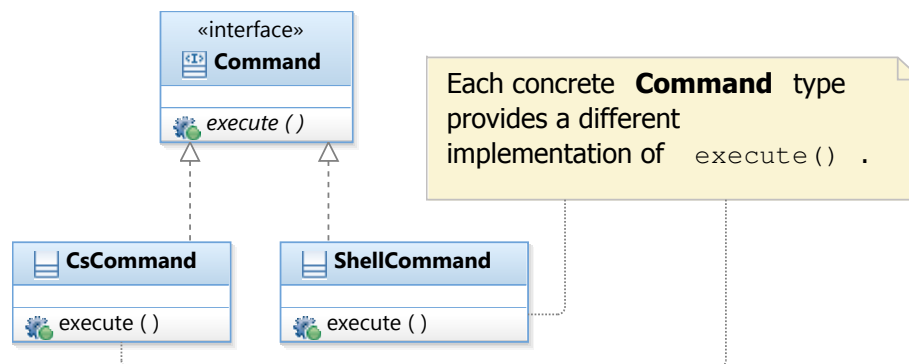 «interface»
Command
execute ( )
Each concrete Command type
provides a different
implementation of execute() .
CsCommand
execute ( )
ShellCommand
execute ( )